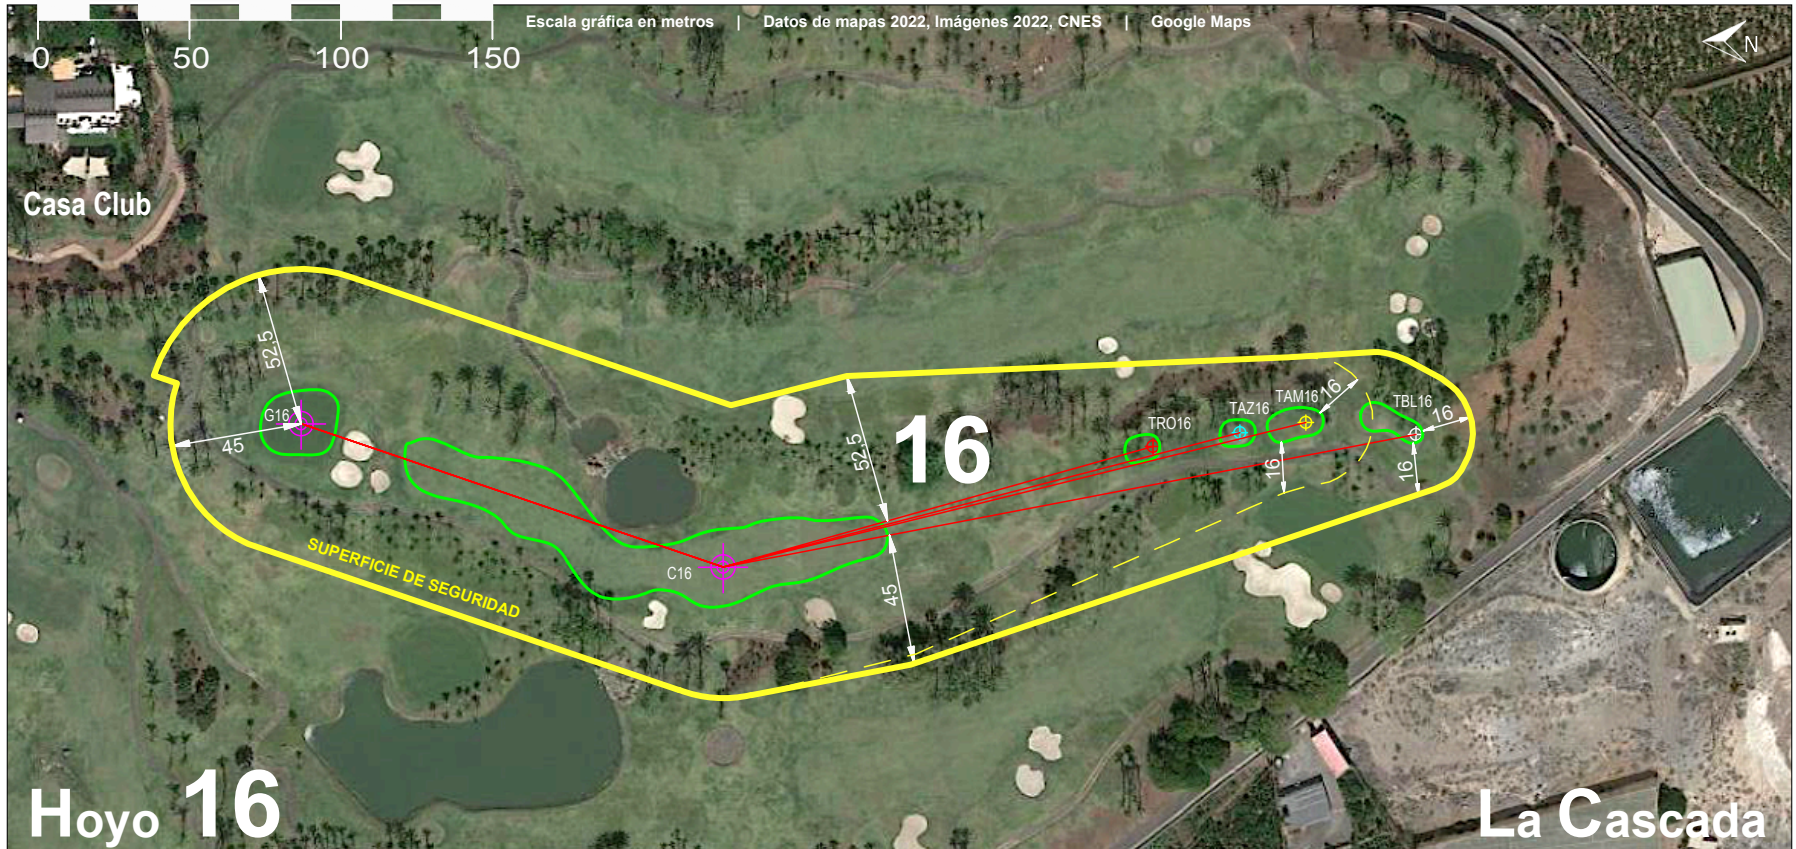 Escala gráfica en metros | Datos de mapas 2022, Imágenes 2022, CNES | Google Maps
0 50 100 150
N
Casa Club
52.5
G16
45
SUPERFICIE DE SEGURIDAD
C16
52.5
16
45
TRO16
TAZ16
TAM16
16
TBL16
16
16
16
Hoyo 16
La Cascada